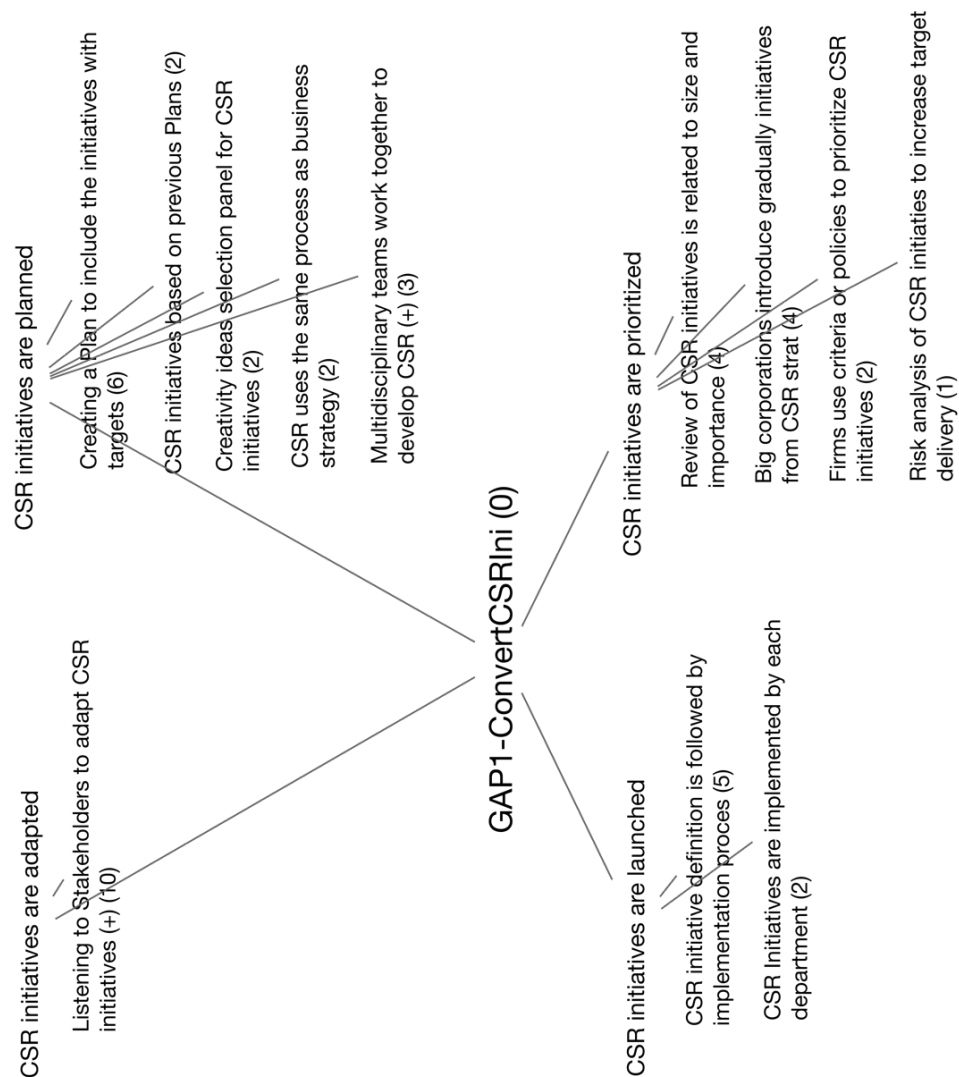 CSR initiatives are adapted
Listening to Stakeholders to adapt CSR
initiatives (+) (10)
CSR initiatives are planned
Creating a Plan to include the initiatives with
targets (6)
CSR initiatives based on previous Plans (2)
Creativity ideas selection panel for CSR
initiatives (2)
CSR uses the same process as business
strategy (2)
Multidisciplinary teams work together to
develop CSR (+) (3)
GAP1-ConvertCSRIni (0)
CSR initiatives are launched
CSR initiative definition is followed by
implementation proces (5)
CSR Initiatives are implemented by each
department (2)
CSR initiatives are prioritized
Review of CSR initiatives is related to size and
importance (4)
Big corporations introduce gradually initiatives
from CSR strat (4)
Firms use criteria or policies to prioritize CSR
initiatives (2)
Risk analysis of CSR initiaties to increase target
delivery (1)